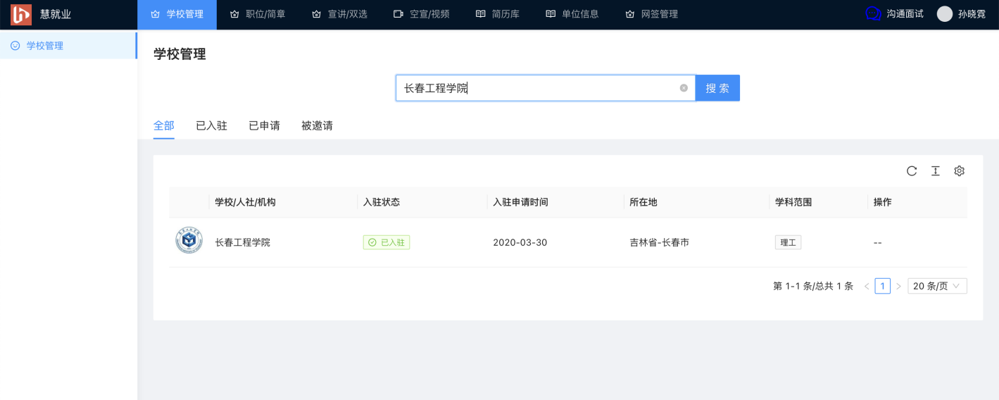 慧就业 学校管理 职位/简章 宣讲/双选 空宣/视频 简历库 单位信息 网签管理 沟通面试 孙晓霓
学校管理
学校管理
长春工程学院 搜 索
全部 已入驻 已申请 被邀请
学校/人社/机构 入驻状态 入驻申请时间 所在地 学科范围 操作
长春工程学院 已入驻 2020-03-30 吉林省-长春市 理工 --
第 1-1 条/总共 1 条 < 1 > 20 条/页